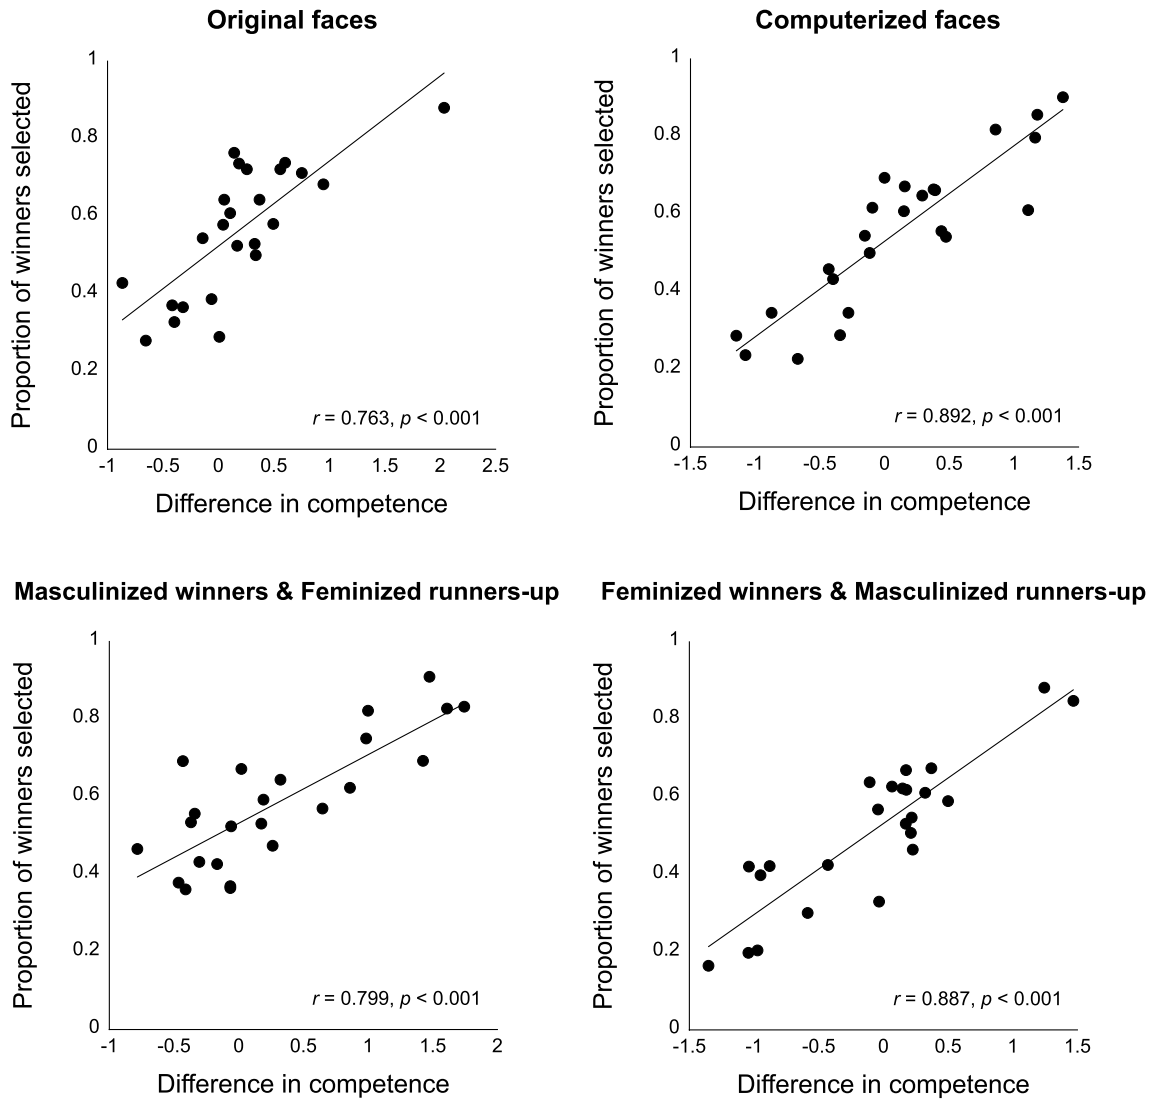 Original faces
Proportion of winners selected
1
0.8
0.6
0.4
0.2
0
r = 0.763, p < 0.001
-1 -0.5 0 0.5 1 1.5 2 2.5
Difference in competence
Computerized faces
Proportion of winners selected
1
0.8
0.6
0.4
0.2
0
r = 0.892, p < 0.001
-1.5 -1 -0.5 0 0.5 1 1.5
Difference in competence
Masculinized winners & Feminized runners-up
Proportion of winners selected
1
0.8
0.6
0.4
0.2
0
r = 0.799, p < 0.001
-1 -0.5 0 0.5 1 1.5 2
Difference in competence
Feminized winners & Masculinized runners-up
Proportion of winners selected
1
0.8
0.6
0.4
0.2
0
r = 0.887, p < 0.001
-1.5 -1 -0.5 0 0.5 1 1.5
Difference in competence